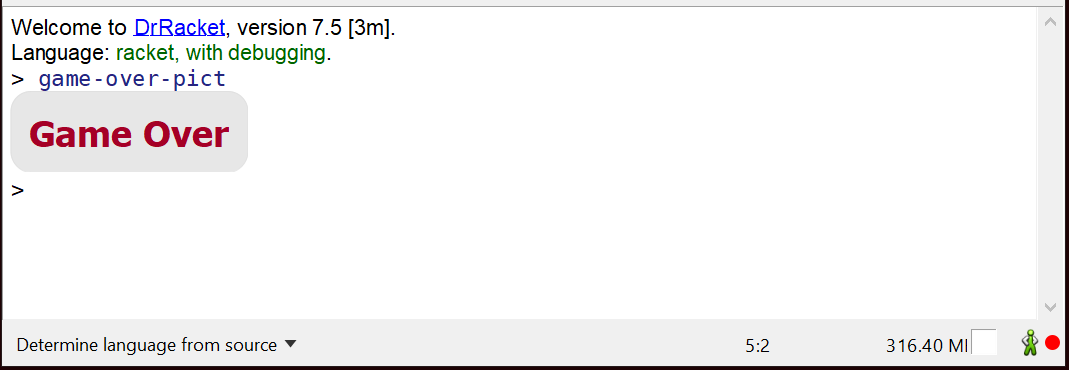 Welcome to DrRacket, version 7.5 [3m].
Language: racket, with debugging.
> game-over-pict
Game Over
>
Determine language from source 5:2 316.40 MI